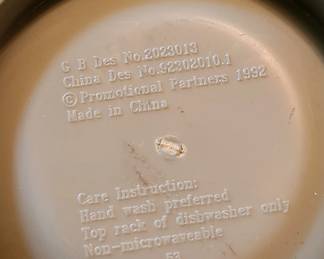 G B Des No.2023013
China Des No.92302010.1
©Promotional Partners 1992
Made in China
Care Instruction:
Hand wash preferred
Top rack of dishwasher only
Non-microwaveable
53